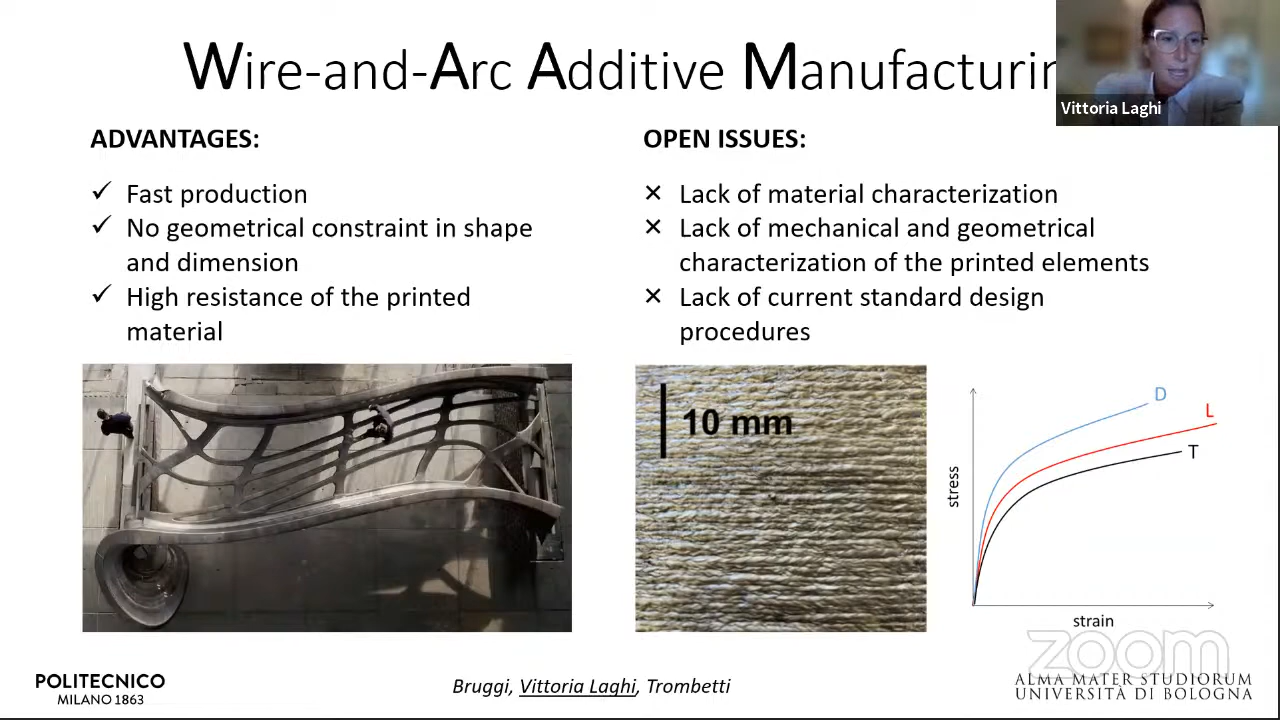 Wire-and-Arc Additive Manufacturin
Vittoria Laghi
ADVANTAGES:
✓ Fast production
✓ No geometrical constraint in shape
and dimension
✓ High resistance of the printed
material
OPEN ISSUES:
✕ Lack of material characterization
✕ Lack of mechanical and geometrical
characterization of the printed elements
✕ Lack of current standard design
procedures
10 mm
stress
D
L
T
strain
zoom
POLITECNICO
MILANO 1863
Bruggi, Vittoria Laghi, Trombetti
ALMA MATER STUDIORUM
UNIVERSITÀ DI BOLOGNA